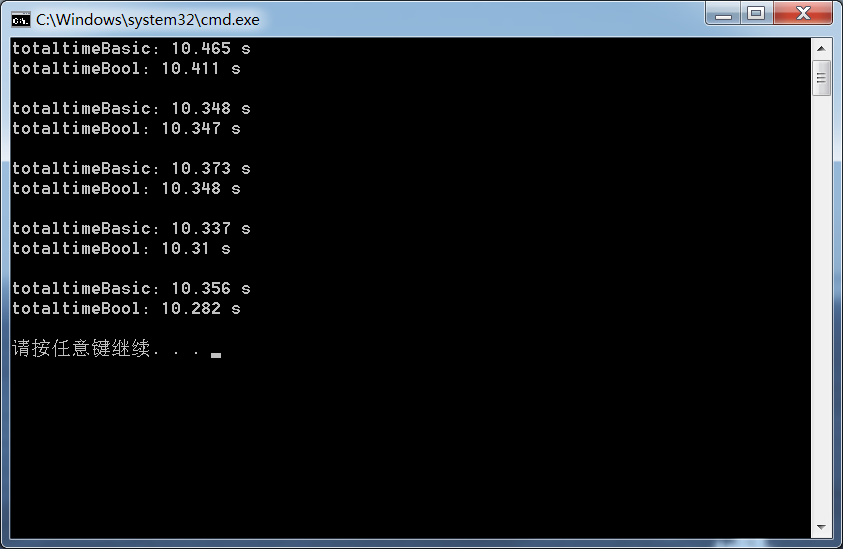 C:\Windows\system32\cmd.exe
totaltimeBasic: 10.465 s
totaltimeBool: 10.411 s
totaltimeBasic: 10.348 s
totaltimeBool: 10.347 s
totaltimeBasic: 10.373 s
totaltimeBool: 10.348 s
totaltimeBasic: 10.337 s
totaltimeBool: 10.31 s
totaltimeBasic: 10.356 s
totaltimeBool: 10.282 s
请按任意键继续. . .